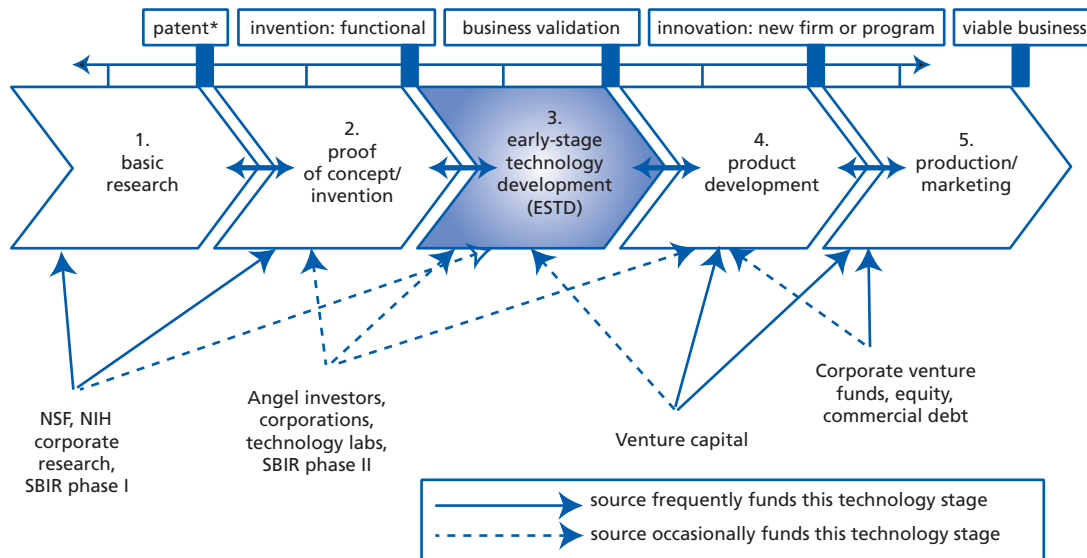 patent*
invention: functional
business validation
innovation: new firm or program
viable business
1.
basic
research
2.
proof
of concept/
invention
3.
early-stage
technology
development
(ESTD)
4.
product
development
5.
production/
marketing
NSF, NIH
corporate
research,
SBIR phase I
Angel investors,
corporations,
technology labs,
SBIR phase II
Venture capital
Corporate venture
funds, equity,
commercial debt
source frequently funds this technology stage
source occasionally funds this technology stage